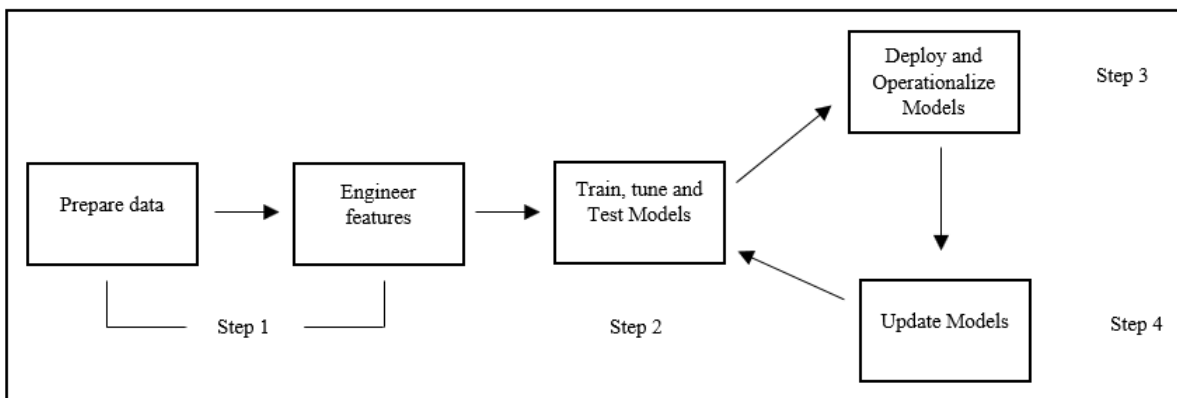 Prepare data
Engineer
features
Train, tune and
Test Models
Deploy and
Operationalize
Models
Update Models
Step 1
Step 2
Step 3
Step 4